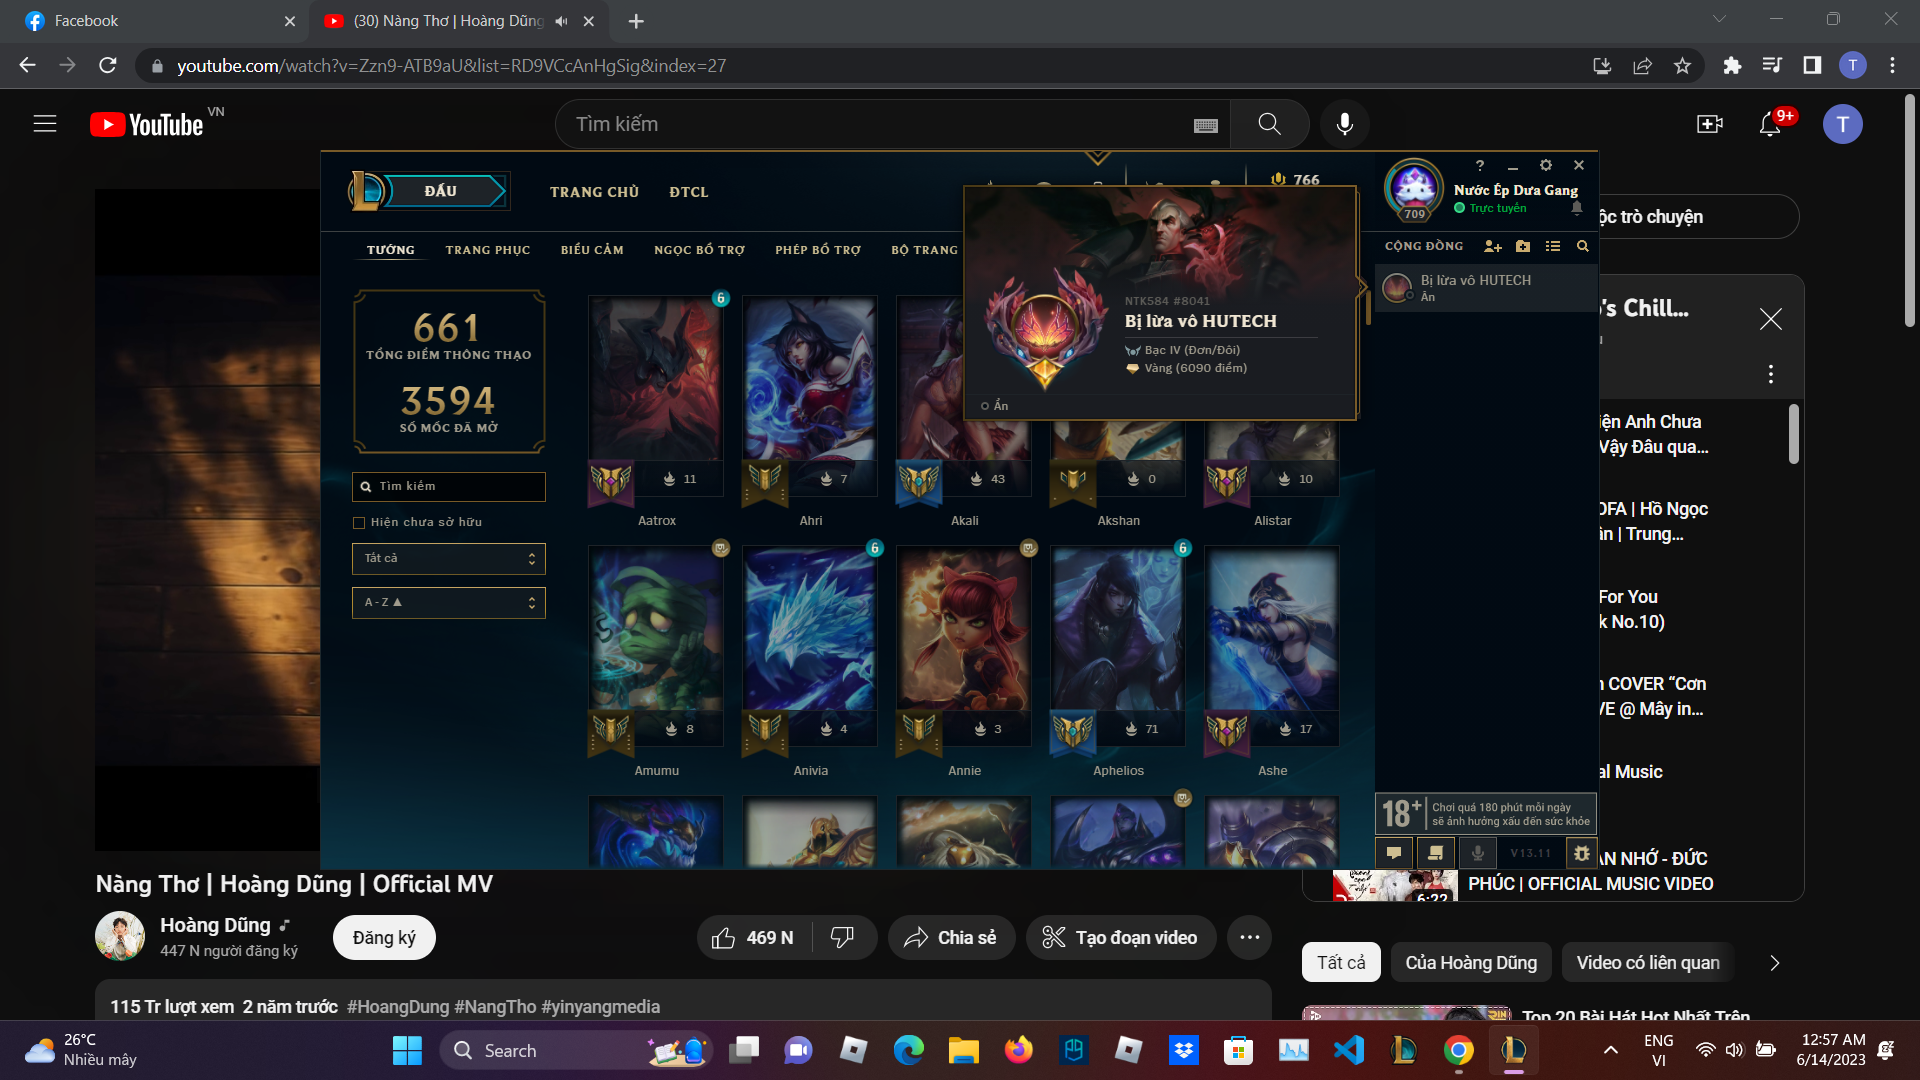 Facebook
(30) Nàng Thơ | Hoàng Dũng
youtube.com/watch?v=Zzn9-ATB9aU&list=RD9VCcAnHgSig&index=27
T
YouTube VN
Tìm kiếm
9+
T
ĐẤU
TRANG CHỦ
ĐTCL
766
709
Nước Ép Dưa Gang
Trực tuyến
TƯỚNG
TRANG PHỤC
BIỂU CẢM
NGỌC BỔ TRỢ
PHÉP BỔ TRỢ
BỘ TRANG
CỘNG ĐỒNG
Bị lừa vô HUTECH
Ẩn
NTK584 #8041
Bị lừa vô HUTECH
Bạc IV (Đơn/Đôi)
Vàng (6090 điểm)
Ẩn
661
TỔNG ĐIỂM THÔNG THẠO
3594
SỐ MỐC ĐÃ MỞ
Tìm kiếm
Hiện chưa sở hữu
Tất cả
A - Z ▲
6
11
7
43
0
10
Aatrox
Ahri
Akali
Akshan
Alistar
6
6
8
4
3
71
17
Amumu
Anivia
Annie
Aphelios
Ashe
18+
Chơi quá 180 phút mỗi ngày
sẽ ảnh hưởng xấu đến sức khỏe
V13.11
ộc trò chuyện
's Chill...
iện Anh Chưa
Vậy Đâu qua...
OFA | Hồ Ngọc
ân | Trung...
For You
k No.10)
n COVER “Cơn
VE @ Mây in...
al Music
AN NHỚ - ĐỨC
PHÚC | OFFICIAL MUSIC VIDEO
6:22
Nàng Thơ | Hoàng Dũng | Official MV
Hoàng Dũng
447 N người đăng ký
Đăng ký
469 N
Chia sẻ
Tạo đoạn video
Tất cả
Của Hoàng Dũng
Video có liên quan
115 Tr lượt xem 2 năm trước #HoangDung #NangTho #yinyangmedia
Top 20 Bài Hát Hot Nhất Trên
26°C
Nhiều mây
Search
ENG
VI
12:57 AM
6/14/2023